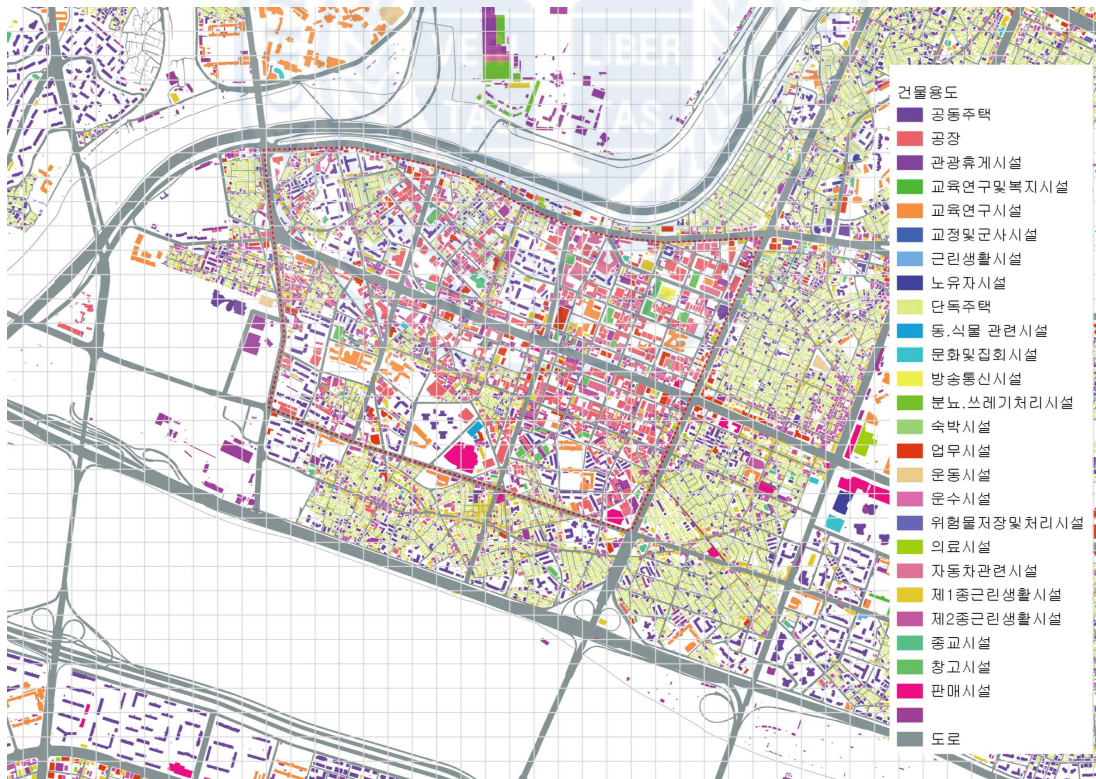 LIBER
TAS
건물용도
공동주택
공장
관광휴게시설
교육연구및복지시설
교육연구시설
교정및군사시설
근린생활시설
노유자시설
단독주택
동.식물 관련시설
문화및집회시설
방송통신시설
분뇨.쓰레기처리시설
숙박시설
업무시설
운동시설
운수시설
위험물저장및처리시설
의료시설
자동차관련시설
제1종근린생활시설
제2종근린생활시설
종교시설
창고시설
판매시설
도로